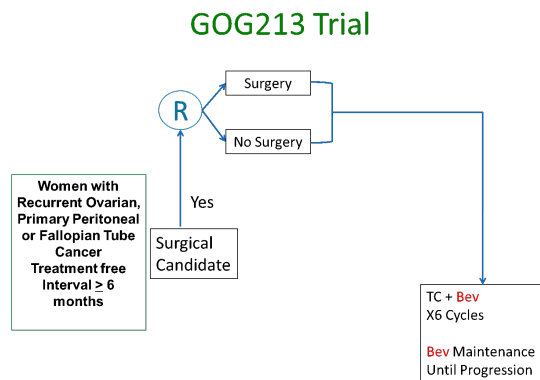 GOG213 Trial
Surgery
R
No Surgery
Women with
Recurrent Ovarian,
Primary Peritoneal
or Fallopian Tube
Cancer
Treatment free
Interval ≥ 6
months
Yes
Surgical
Candidate
TC + Bev
X6 Cycles
Bev Maintenance
Until Progression